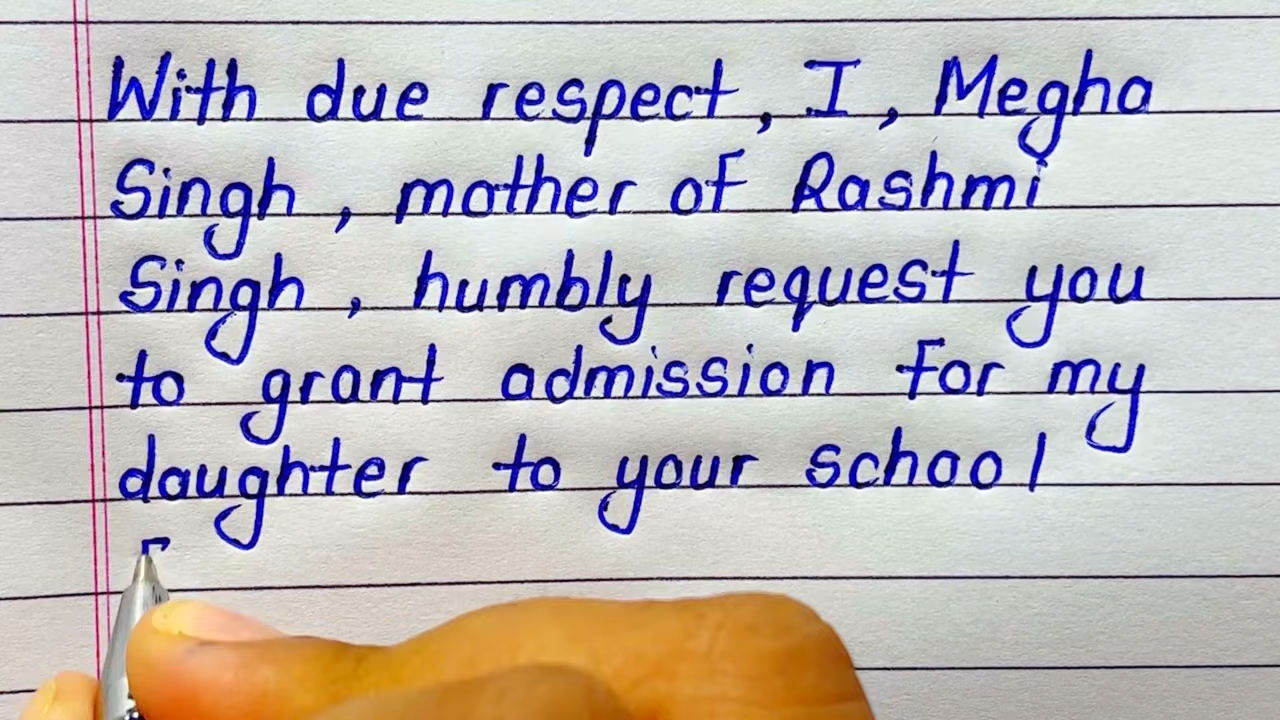 With due respect, I, Megha
Singh, mother of Rashmi
Singh, humbly request you
to grant admission for my
daughter to your school